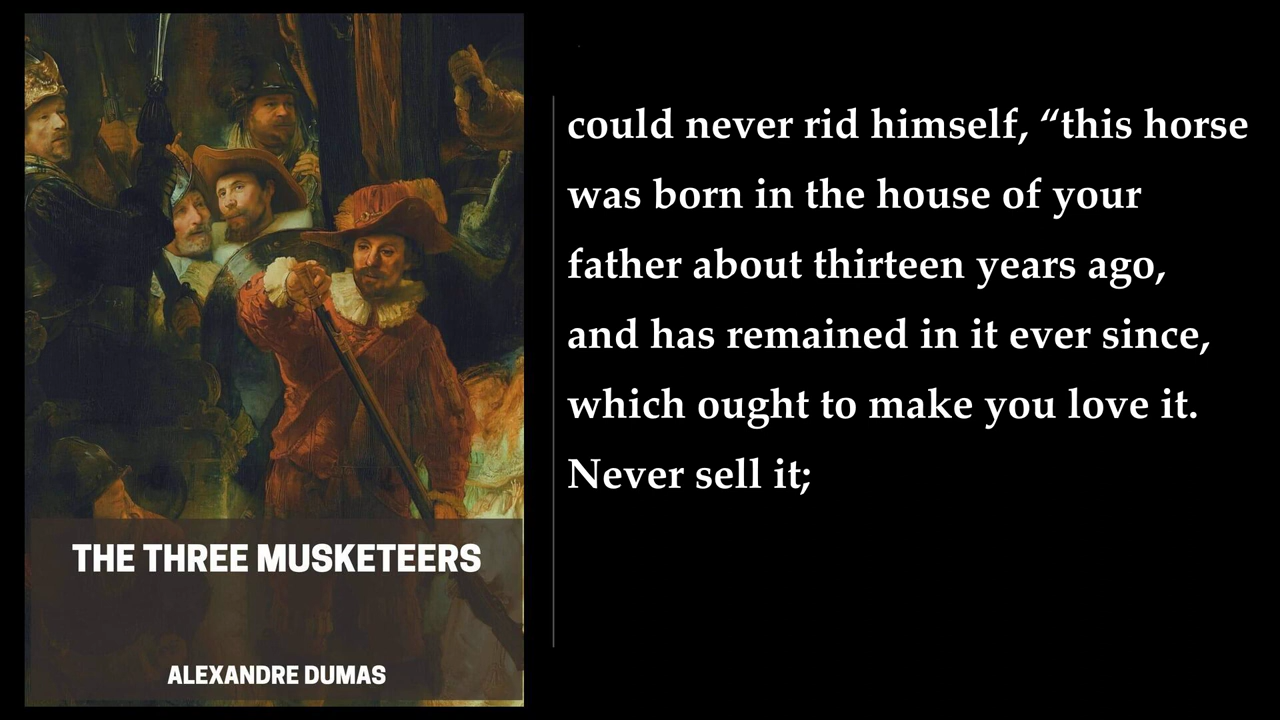 THE THREE MUSKETEERS
ALEXANDRE DUMAS
could never rid himself, “this horse
was born in the house of your
father about thirteen years ago,
and has remained in it ever since,
which ought to make you love it.
Never sell it;